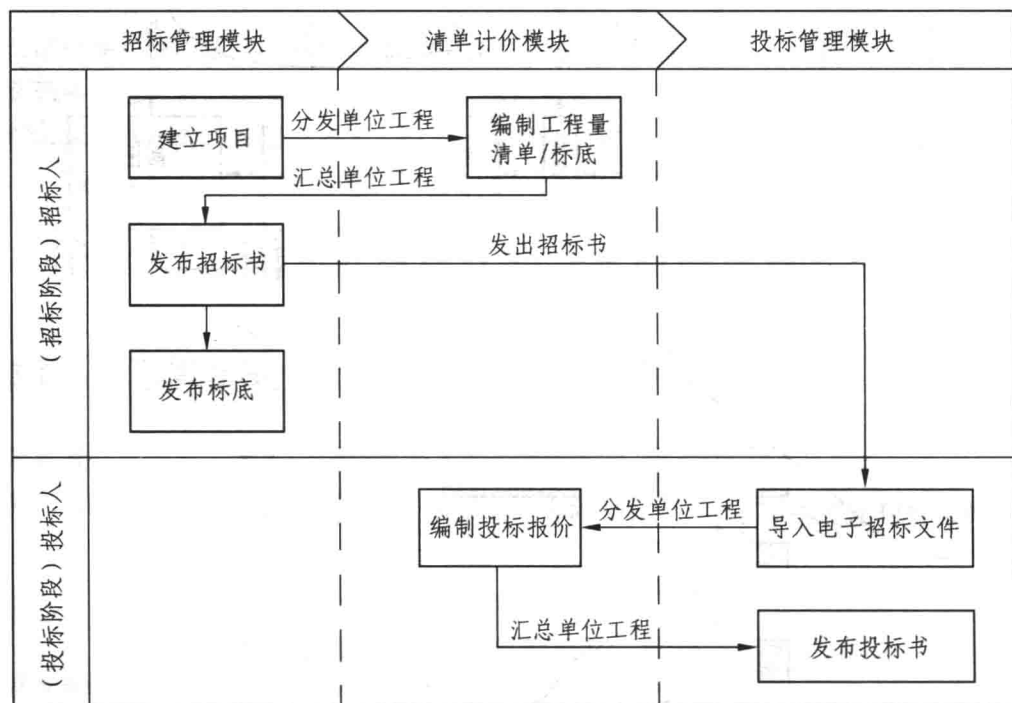 招标管理模块
清单计价模块
投标管理模块
(招标阶段)招标人
建立项目
分发单位工程
编制工程量
清单/标底
汇总单位工程
发布招标书
发出招标书
发布标底
(投标阶段)投标人
编制投标报价
分发单位工程
导入电子招标文件
汇总单位工程
发布投标书